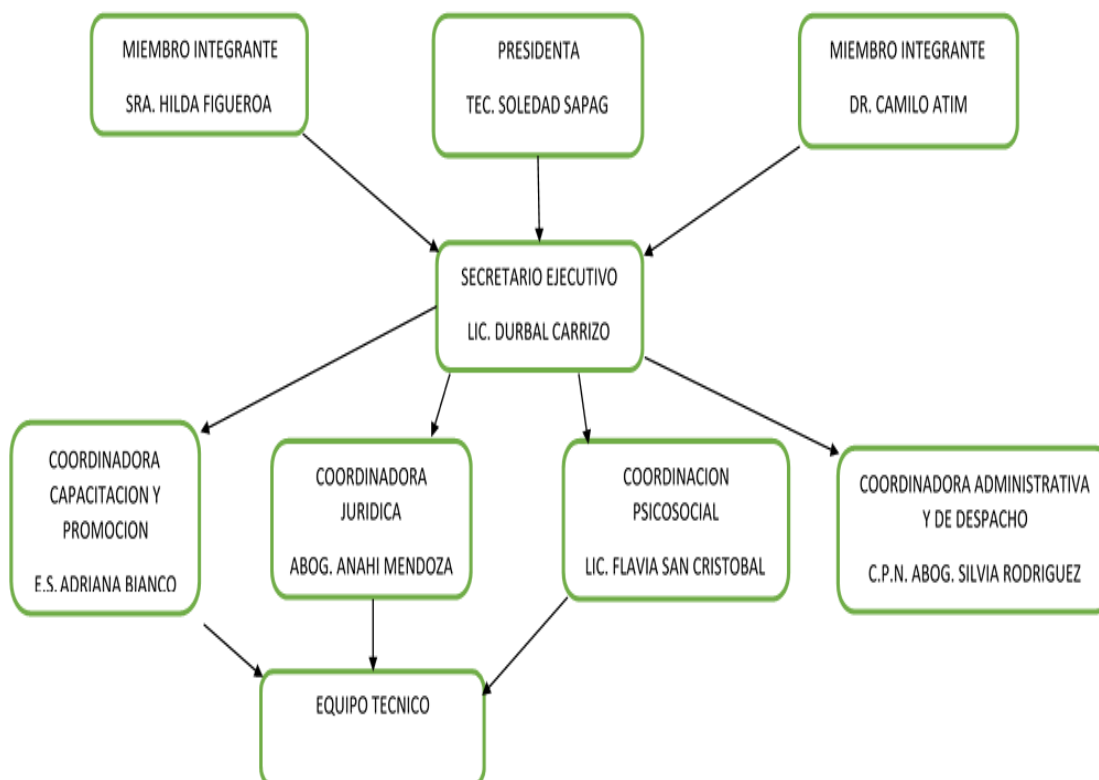 MIEMBRO INTEGRANTE
SRA. HILDA FIGUEROA
PRESIDENTA
TEC. SOLEDAD SAPAG
MIEMBRO INTEGRANTE
DR. CAMILO ATIM
SECRETARIO EJECUTIVO
LIC. DURBAL CARRIZO
COORDINADORA
CAPACITACION Y
PROMOCION
E.S. ADRIANA BIANCO
COORDINADORA
JURIDICA
ABOG. ANAHI MENDOZA
COORDINACION
PSICOSOCIAL
LIC. FLAVIA SAN CRISTOBAL
COORDINADORA ADMINISTRATIVA
Y DE DESPACHO
C.P.N. ABOG. SILVIA RODRIGUEZ
EQUIPO TECNICO